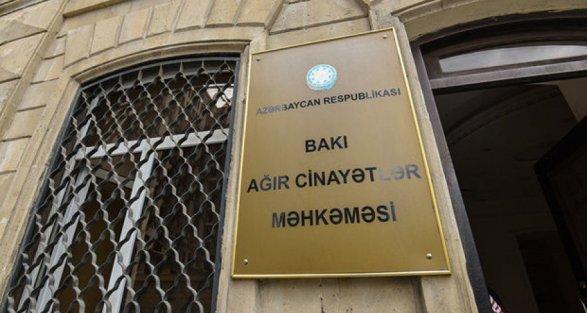 AZƏRBAYCAN RESPUBLİKASI
BAKI
AĞIR CİNAYƏTLƏR
MƏHKƏMƏSİ